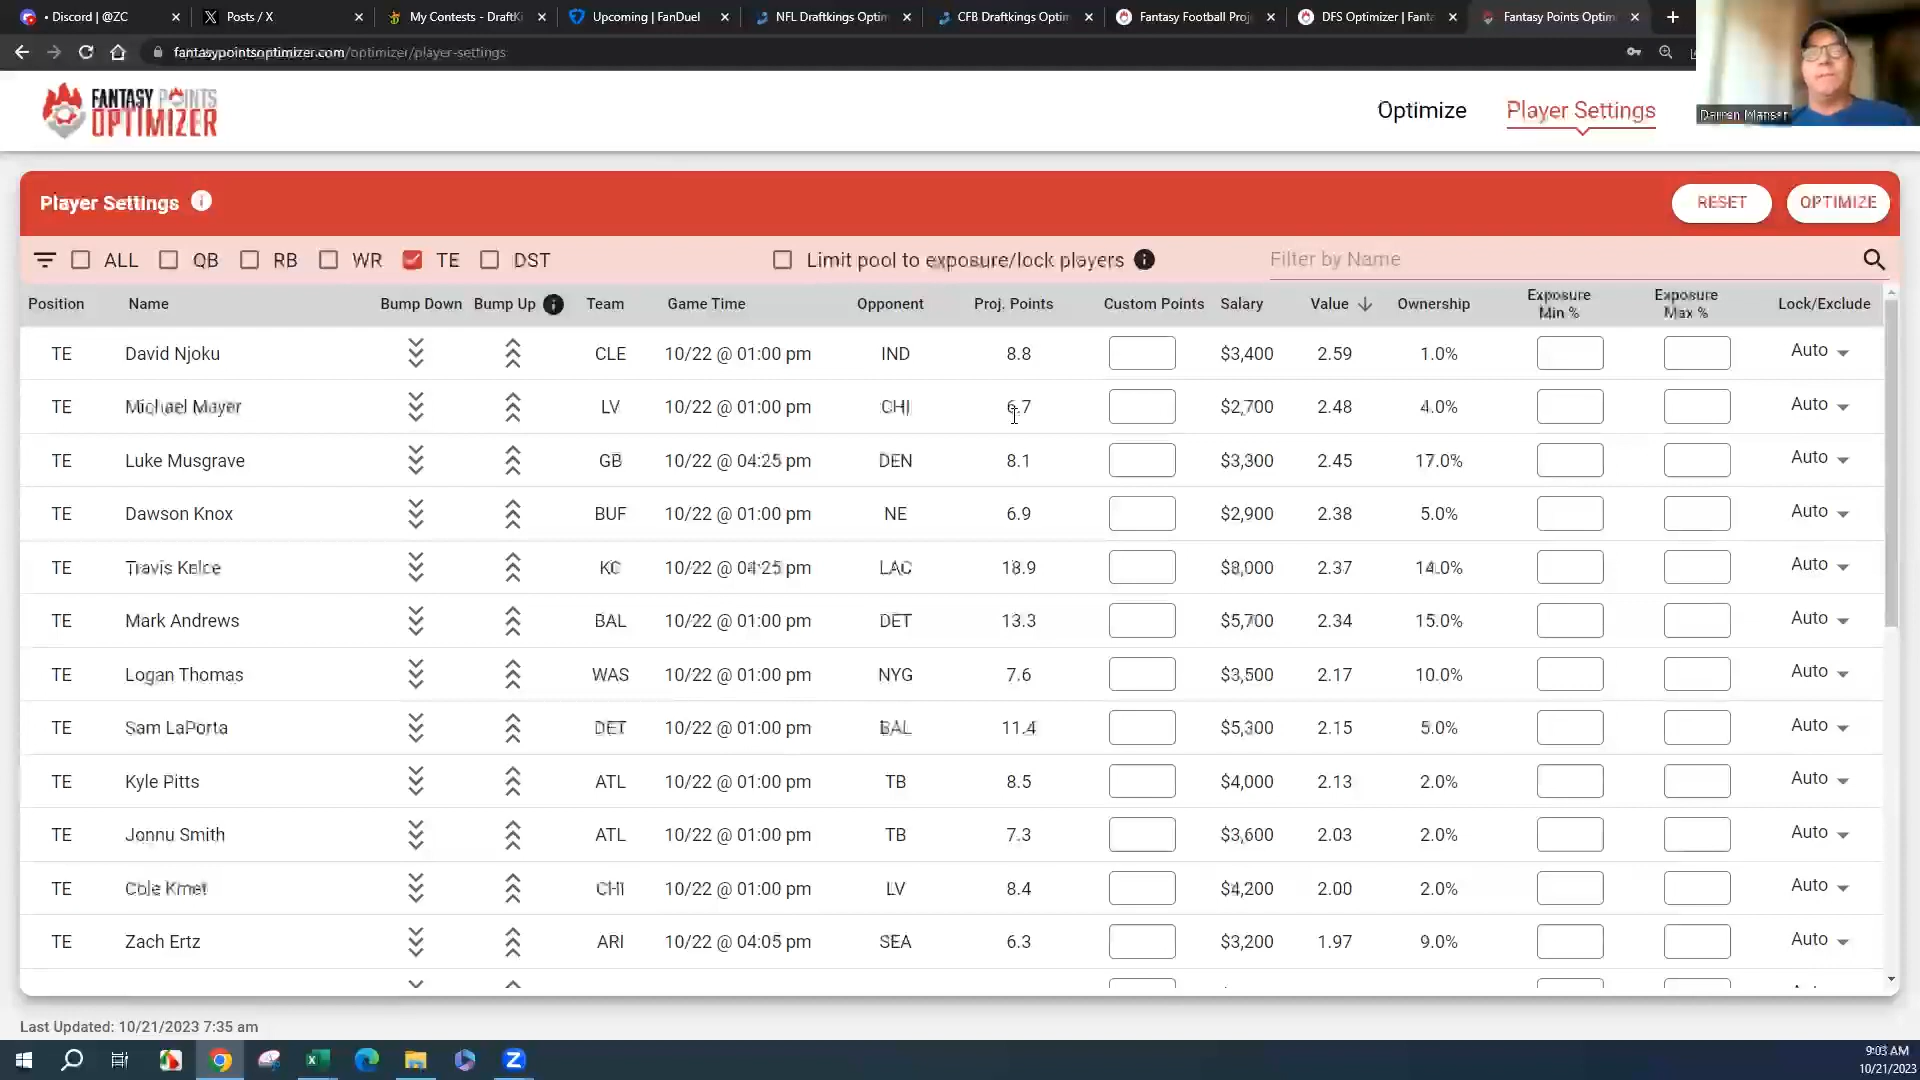 • Discord | @ZC
Posts / X
My Contests - DraftKi
Upcoming | FanDuel
NFL Draftkings Optim
CFB Draftkings Optim
Fantasy Football Proj
DFS Optimizer | Fanta
Fantasy Points Optim
fantasypointsoptimizer.com/optimizer/player-settings
FANTASY POINTS
OPTIMIZER
Optimize
Player Settings
Darren Manser
Player Settings
RESET
OPTIMIZE
ALL QB RB WR TE DST
Limit pool to exposure/lock players
Filter by Name
Position Name Bump Down Bump Up Team Game Time Opponent Proj. Points Custom Points Salary Value Ownership Exposure Min % Exposure Max % Lock/Exclude
TE David Njoku CLE 10/22 @ 01:00 pm IND 8.8 $3,400 2.59 1.0% Auto
TE Michael Mayer LV 10/22 @ 01:00 pm CHI 6.7 $2,700 2.48 4.0% Auto
TE Luke Musgrave GB 10/22 @ 04:25 pm DEN 8.1 $3,300 2.45 17.0% Auto
TE Dawson Knox BUF 10/22 @ 01:00 pm NE 6.9 $2,900 2.38 5.0% Auto
TE Travis Kelce KC 10/22 @ 04:25 pm LAC 18.9 $8,000 2.37 14.0% Auto
TE Mark Andrews BAL 10/22 @ 01:00 pm DET 13.3 $5,700 2.34 15.0% Auto
TE Logan Thomas WAS 10/22 @ 01:00 pm NYG 7.6 $3,500 2.17 10.0% Auto
TE Sam LaPorta DET 10/22 @ 01:00 pm BAL 11.4 $5,300 2.15 5.0% Auto
TE Kyle Pitts ATL 10/22 @ 01:00 pm TB 8.5 $4,000 2.13 2.0% Auto
TE Jonnu Smith ATL 10/22 @ 01:00 pm TB 7.3 $3,600 2.03 2.0% Auto
TE Cole Kmet CHI 10/22 @ 01:00 pm LV 8.4 $4,200 2.00 2.0% Auto
TE Zach Ertz ARI 10/22 @ 04:05 pm SEA 6.3 $3,200 1.97 9.0% Auto
Last Updated: 10/21/2023 7:35 am
9:03 AM
10/21/2023